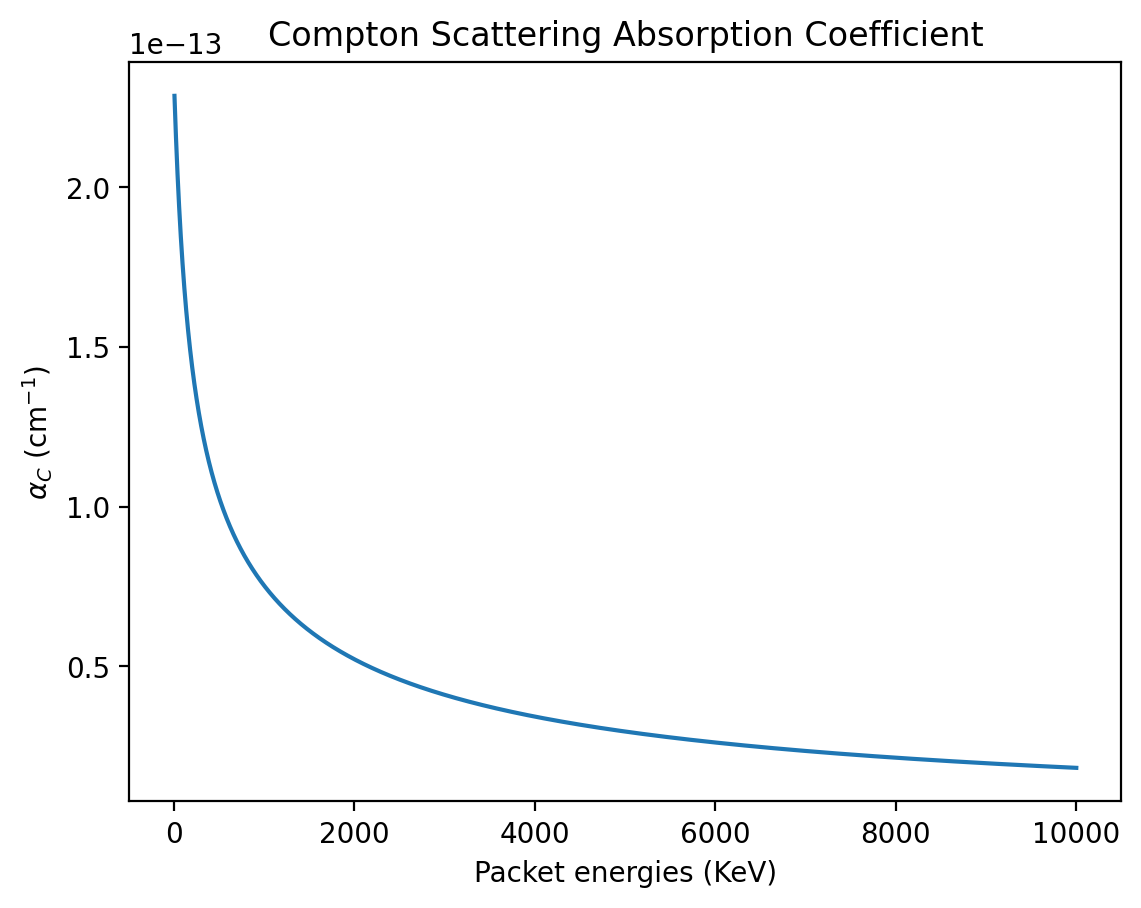 Compton Scattering Absorption Coefficient
1e−13
2.0
1.5
1.0
0.5
α_C (cm⁻¹)
0 2000 4000 6000 8000 10000
Packet energies (KeV)